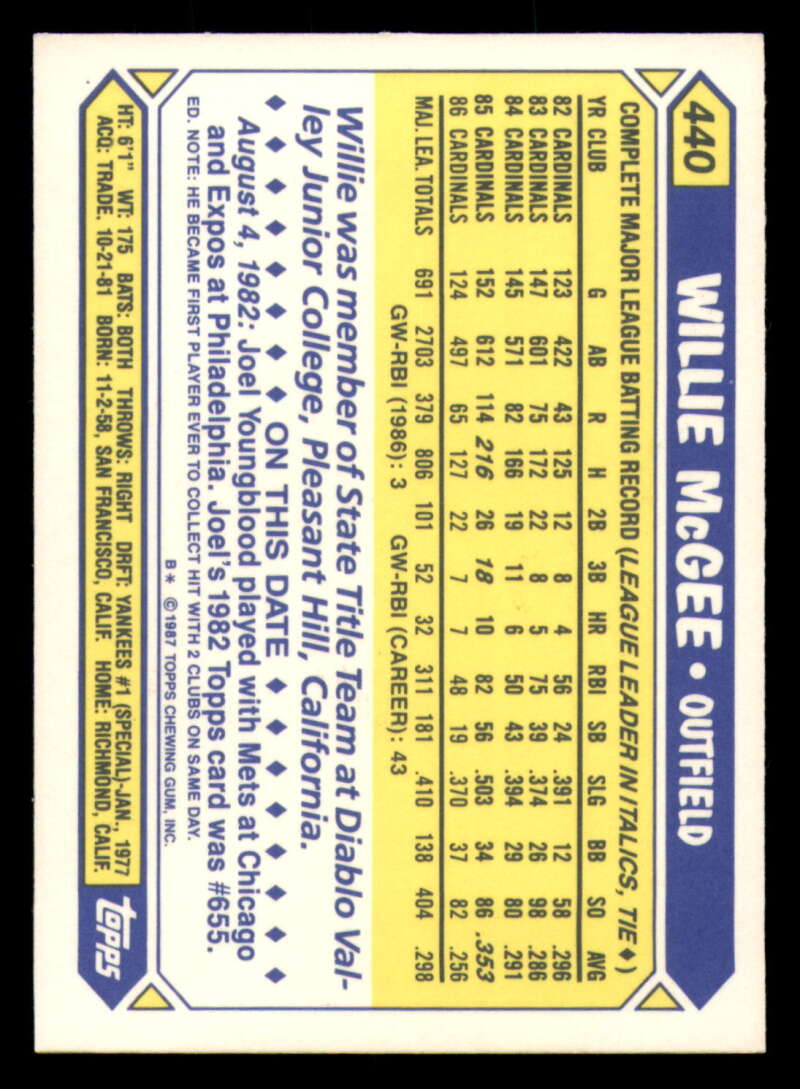 440 WILLIE McGEE • OUTFIELD
COMPLETE MAJOR LEAGUE BATTING RECORD (LEAGUE LEADER IN ITALICS, TIE ♦)
YR CLUB G AB R H 2B 3B HR RBI SB SLG BB SO AVG
82 CARDINALS 123 422 43 125 12 8 4 56 24 .391 12 58 .296
83 CARDINALS 147 601 75 172 22 8 5 75 39 .374 26 98 .286
84 CARDINALS 145 571 82 166 19 11 6 50 43 .394 29 80 .291
85 CARDINALS 152 612 114 216 26 18 10 82 56 .503 34 86 .353
86 CARDINALS 124 497 65 127 22 7 7 48 19 .370 37 82 .256
MAJ. LEA. TOTALS 691 2703 379 806 101 52 32 311 181 .410 138 404 .298
GW-RBI (1986): 3 GW-RBI (CAREER): 43
Willie was member of State Title Team at Diablo Val-
ley Junior College, Pleasant Hill, California.
♦ ♦ ♦ ♦ ♦ ♦ ♦ ON THIS DATE ♦ ♦ ♦ ♦ ♦ ♦ ♦ ♦
August 4, 1982: Joel Youngblood played with Mets at Chicago
and Expos at Philadelphia. Joel's 1982 Topps card was #655.
ED. NOTE: HE BECAME FIRST PLAYER EVER TO COLLECT HIT WITH 2 CLUBS ON SAME DAY.
B* ©1987 TOPPS CHEWING GUM, INC.
HT: 6'1" WT: 175 BATS: BOTH THROWS: RIGHT DRFT: YANKEES #1 (SPECIAL)-JAN., 1977
ACQ: TRADE, 10-21-81 BORN: 11-2-58, SAN FRANCISCO, CALIF. HOME: RICHMOND, CALIF.
topps